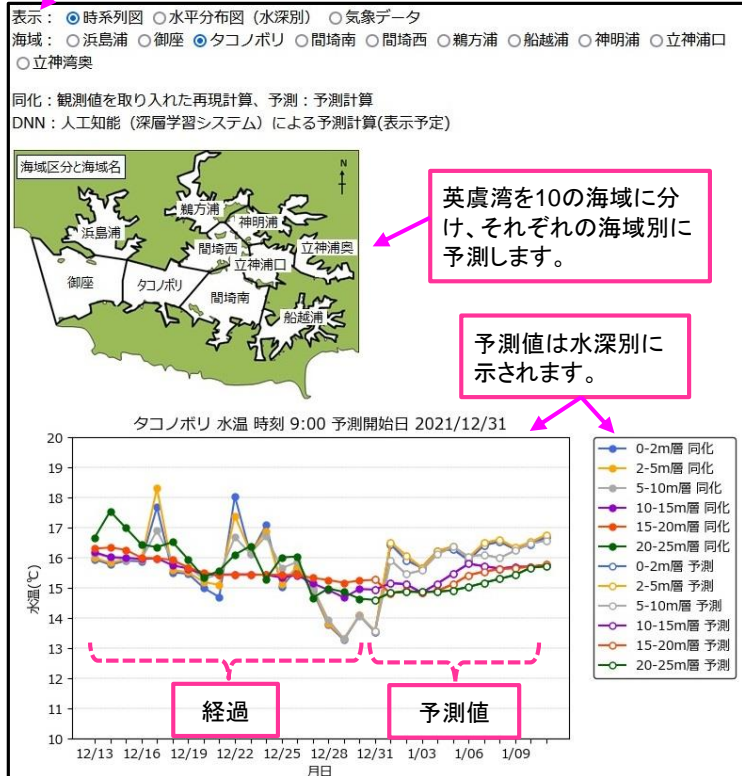 表示： 時系列図 水平分布図（水深別） 気象データ
海域： 浜島浦 御座 タコノボリ 間埼南 間埼西 鵜方浦 船越浦 神明浦 立神浦口
立神湾奥
同化：観測値を取り入れた再現計算、予測：予測計算
DNN：人工知能（深層学習システム）による予測計算(表示予定)
海域区分と海域名
N
鵜方浦
神明浦
浜島浦
間埼西
立神浦奥
立神浦口
御座
タコノボリ
間埼南
船越浦
英虞湾を10の海域に分
け、それぞれの海域別に
予測します。
予測値は水深別に
示されます。
タコノボリ 水温 時刻 9:00 予測開始日 2021/12/31
水温(℃)
20
19
18
17
16
15
14
13
12
11
10
経過
予測値
12/13 12/16 12/19 12/22 12/25 12/28 12/31 1/03 1/06 1/09
月日
0-2m層 同化
2-5m層 同化
5-10m層 同化
10-15m層 同化
15-20m層 同化
20-25m層 同化
0-2m層 予測
2-5m層 予測
5-10m層 予測
10-15m層 予測
15-20m層 予測
20-25m層 予測